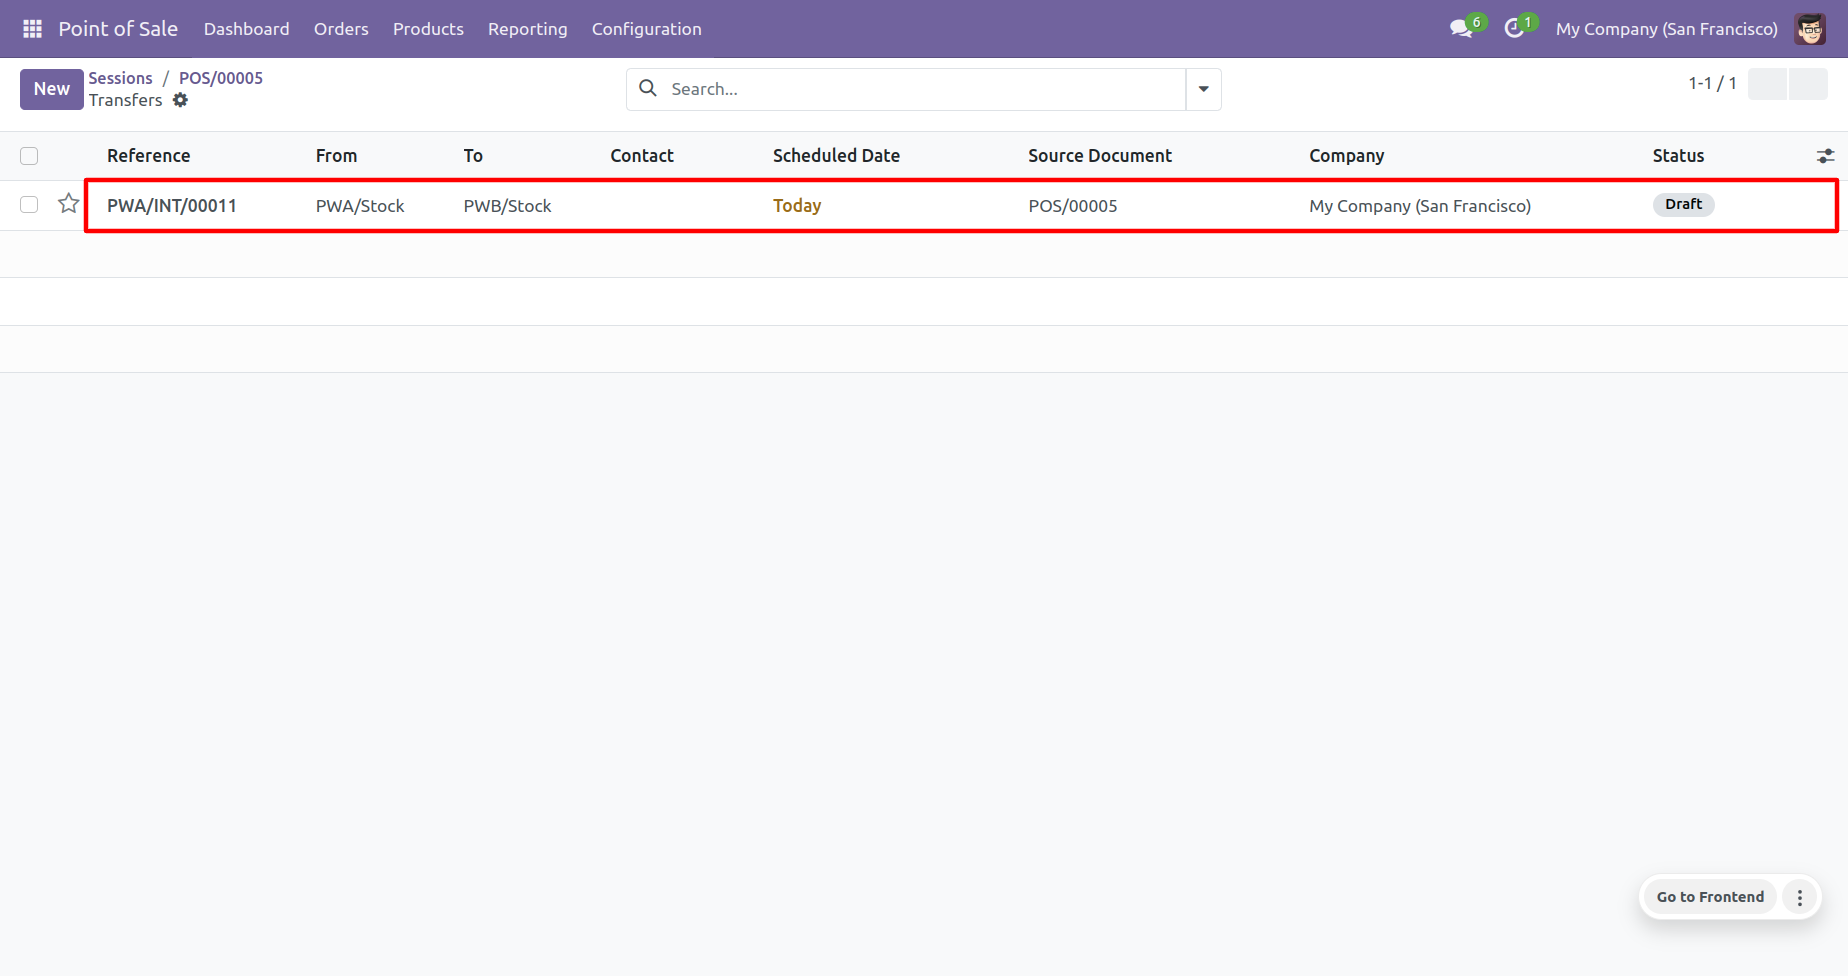 Point of Sale Dashboard Orders Products Reporting Configuration 6 1 My Company (San Francisco)
New Sessions / POS/00005
Transfers
Search...
1-1 / 1
Reference From To Contact Scheduled Date Source Document Company Status
PWA/INT/00011 PWA/Stock PWB/Stock Today POS/00005 My Company (San Francisco) Draft
Go to Frontend